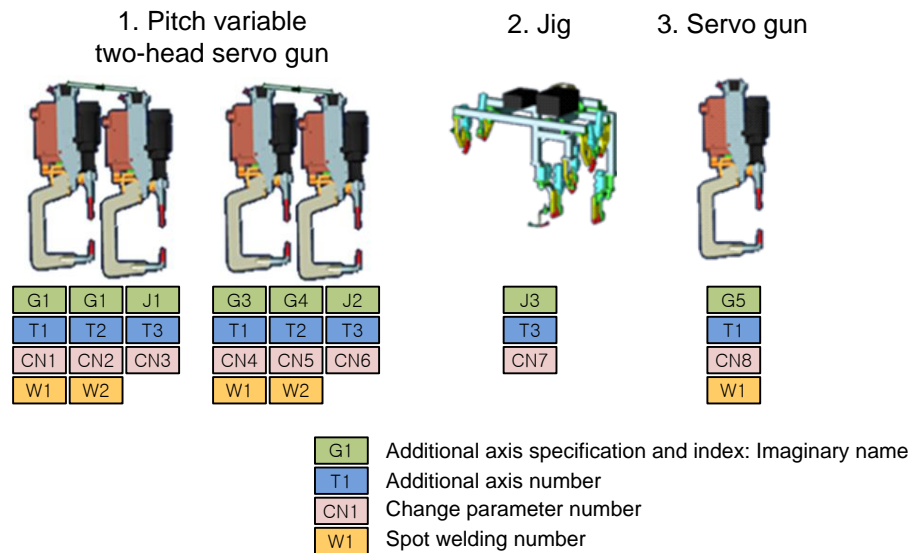 1. Pitch variable
two-head servo gun
2. Jig
3. Servo gun
G1 G1 J1
T1 T2 T3
CN1 CN2 CN3
W1 W2
G3 G4 J2
T1 T2 T3
CN4 CN5 CN6
W1 W2
J3
T3
CN7
G5
T1
CN8
W1
G1 Additional axis specification and index: Imaginary name
T1 Additional axis number
CN1 Change parameter number
W1 Spot welding number